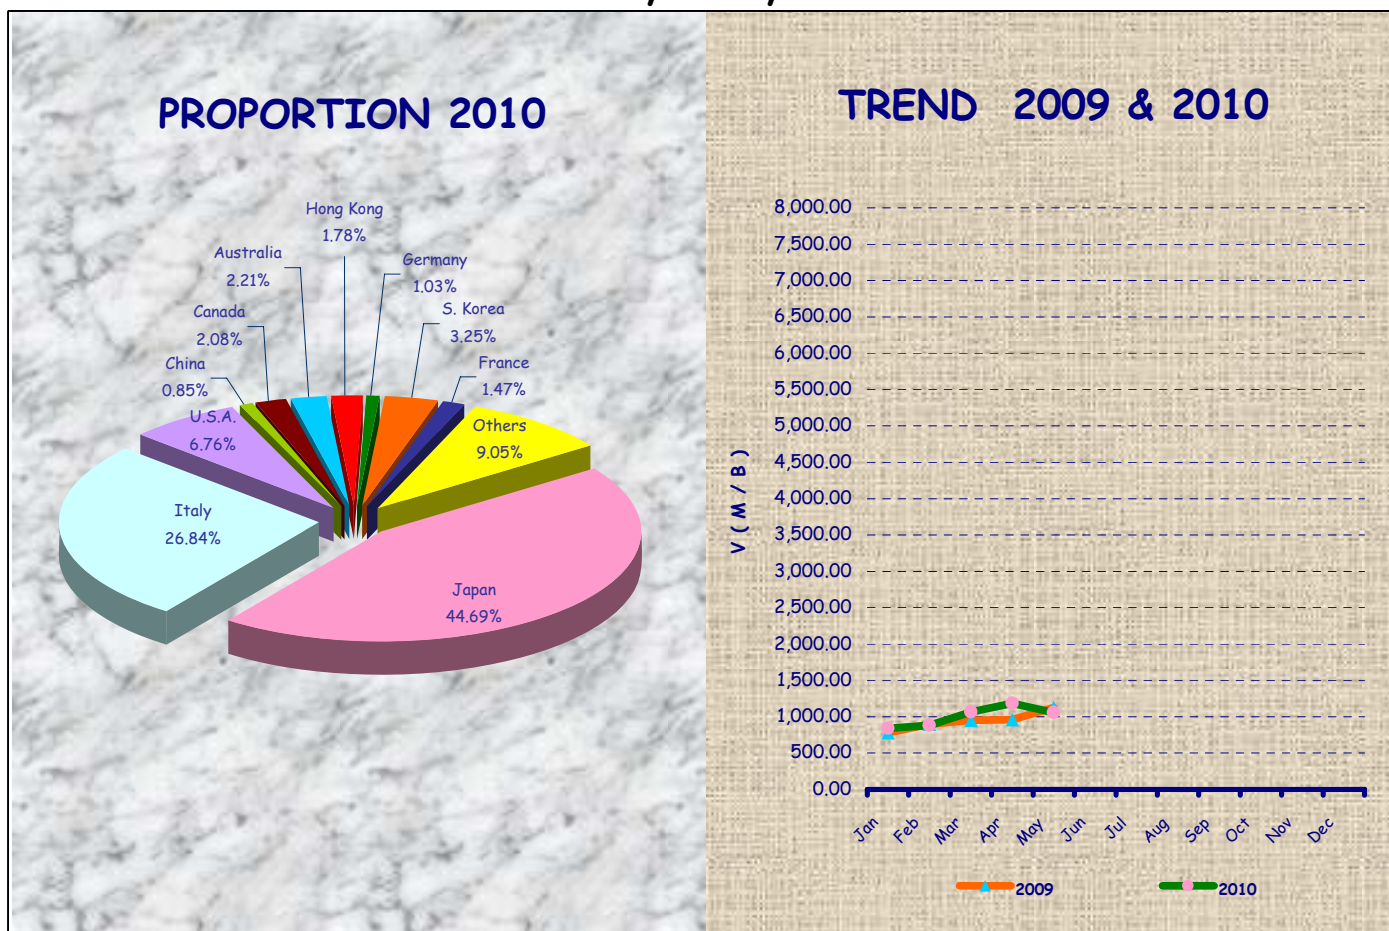 PROPORTION 2010
Hong Kong
1.78%
Australia
2.21%
Germany
1.03%
Canada
2.08%
S. Korea
3.25%
China
0.85%
France
1.47%
U.S.A.
6.76%
Others
9.05%
Italy
26.84%
Japan
44.69%
TREND 2009 & 2010
V ( M / B )
8,000.00
7,500.00
7,000.00
6,500.00
6,000.00
5,500.00
5,000.00
4,500.00
4,000.00
3,500.00
3,000.00
2,500.00
2,000.00
1,500.00
1,000.00
500.00
0.00
Jan Feb Mar Apr May Jun Jul Aug Sep Oct Nov Dec
2009 2010